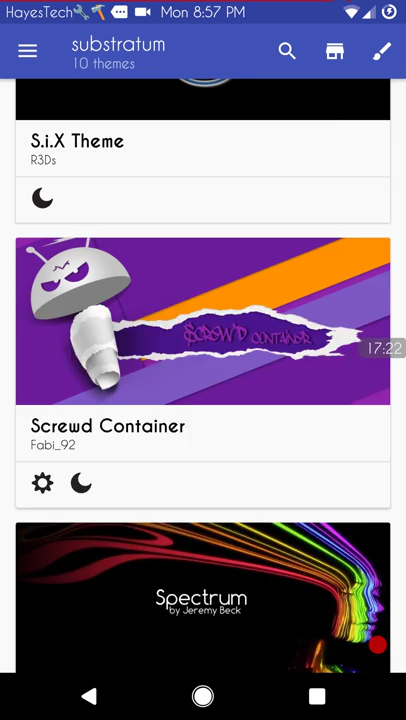 HayesTech🔧🔨 Mon 8:57 PM
substratum
10 themes
S.i.X Theme
R3Ds
SCREW'D CONTAINER
17:22
Screwd Container
Fabi_92
Spectrum
by Jeremy Beck